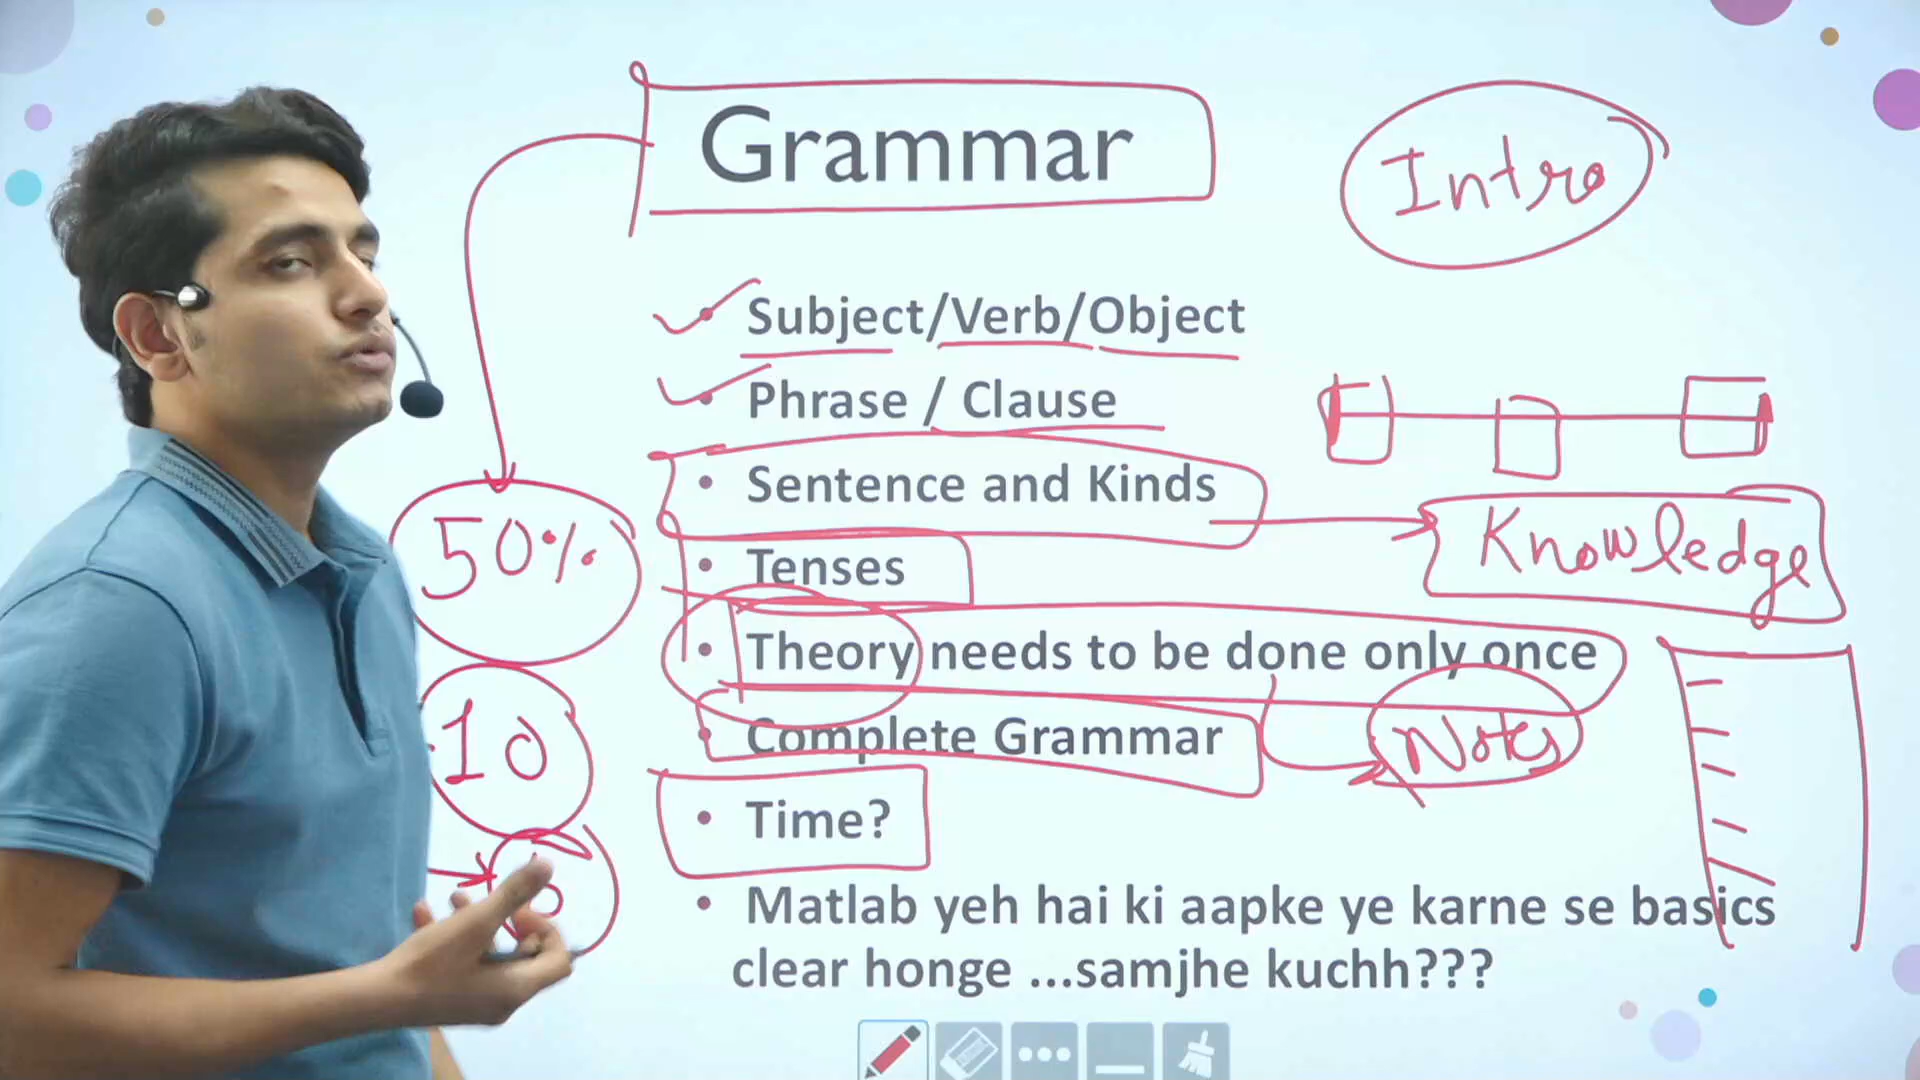 Grammar
Intro
• Subject/Verb/Object
• Phrase / Clause
• Sentence and Kinds
Knowledge
50%
• Tenses
• Theory needs to be done only once
10
• Complete Grammar
Notes
• Time?
• Matlab yeh hai ki aapke ye karne se basics
clear honge ...samjhe kuchh???